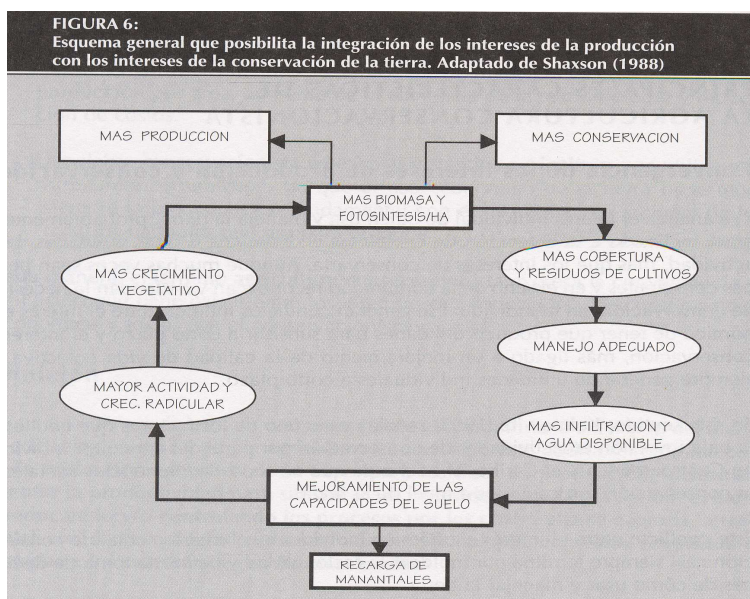 FIGURA 6:
Esquema general que posibilita la integración de los intereses de la producción
con los intereses de la conservación de la tierra. Adaptado de Shaxson (1988)
MAS PRODUCCION
MAS CONSERVACION
MAS BIOMASA Y
FOTOSINTESIS/HA
MAS CRECIMIENTO
VEGETATIVO
MAS COBERTURA
Y RESIDUOS DE CULTIVOS
MANEJO ADECUADO
MAYOR ACTIVIDAD Y
CREC. RADICULAR
MAS INFILTRACION Y
AGUA DISPONIBLE
MEJORAMIENTO DE LAS
CAPACIDADES DEL SUELO
RECARGA DE
MANANTIALES